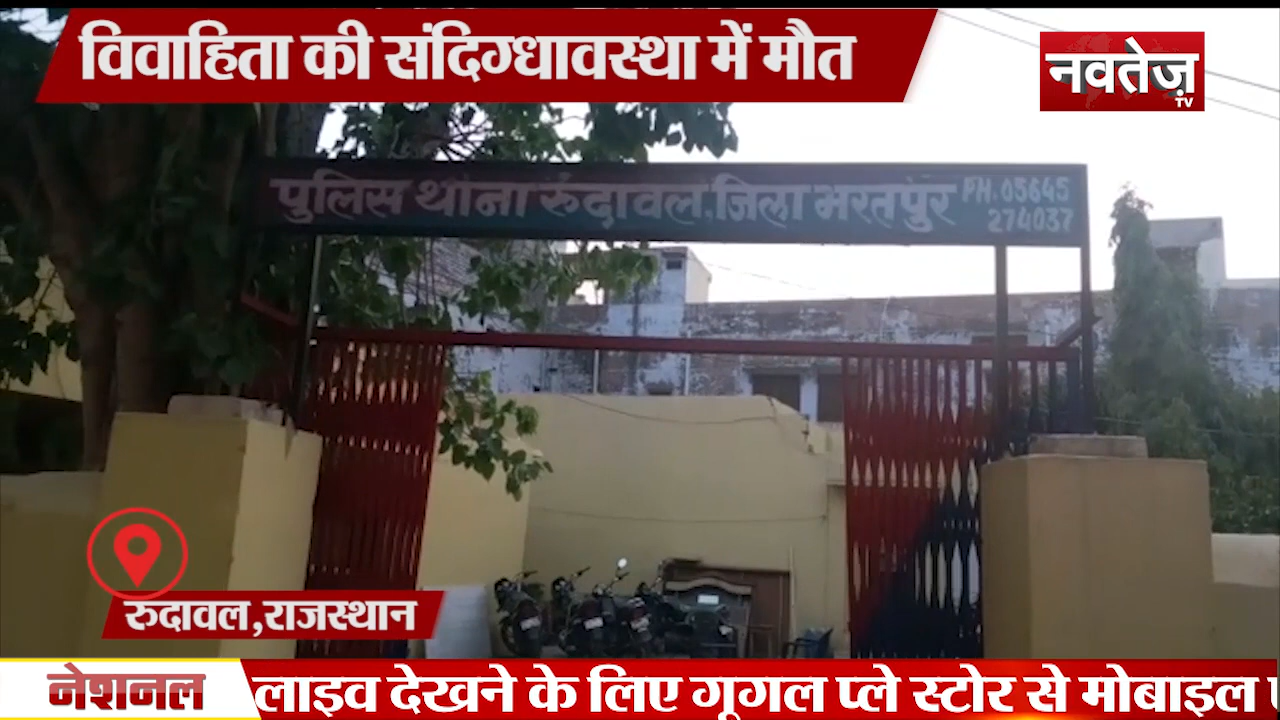 विवाहिता की संदिग्धावस्था में मौत
नवतेज़
TV
पुलिस थाना रुंदावल, जिला भरतपुर PH.05645
274037
रुदावल,राजस्थान
नेशनल
लाइव देखने के लिए गूगल प्ले स्टोर से मोबाइल